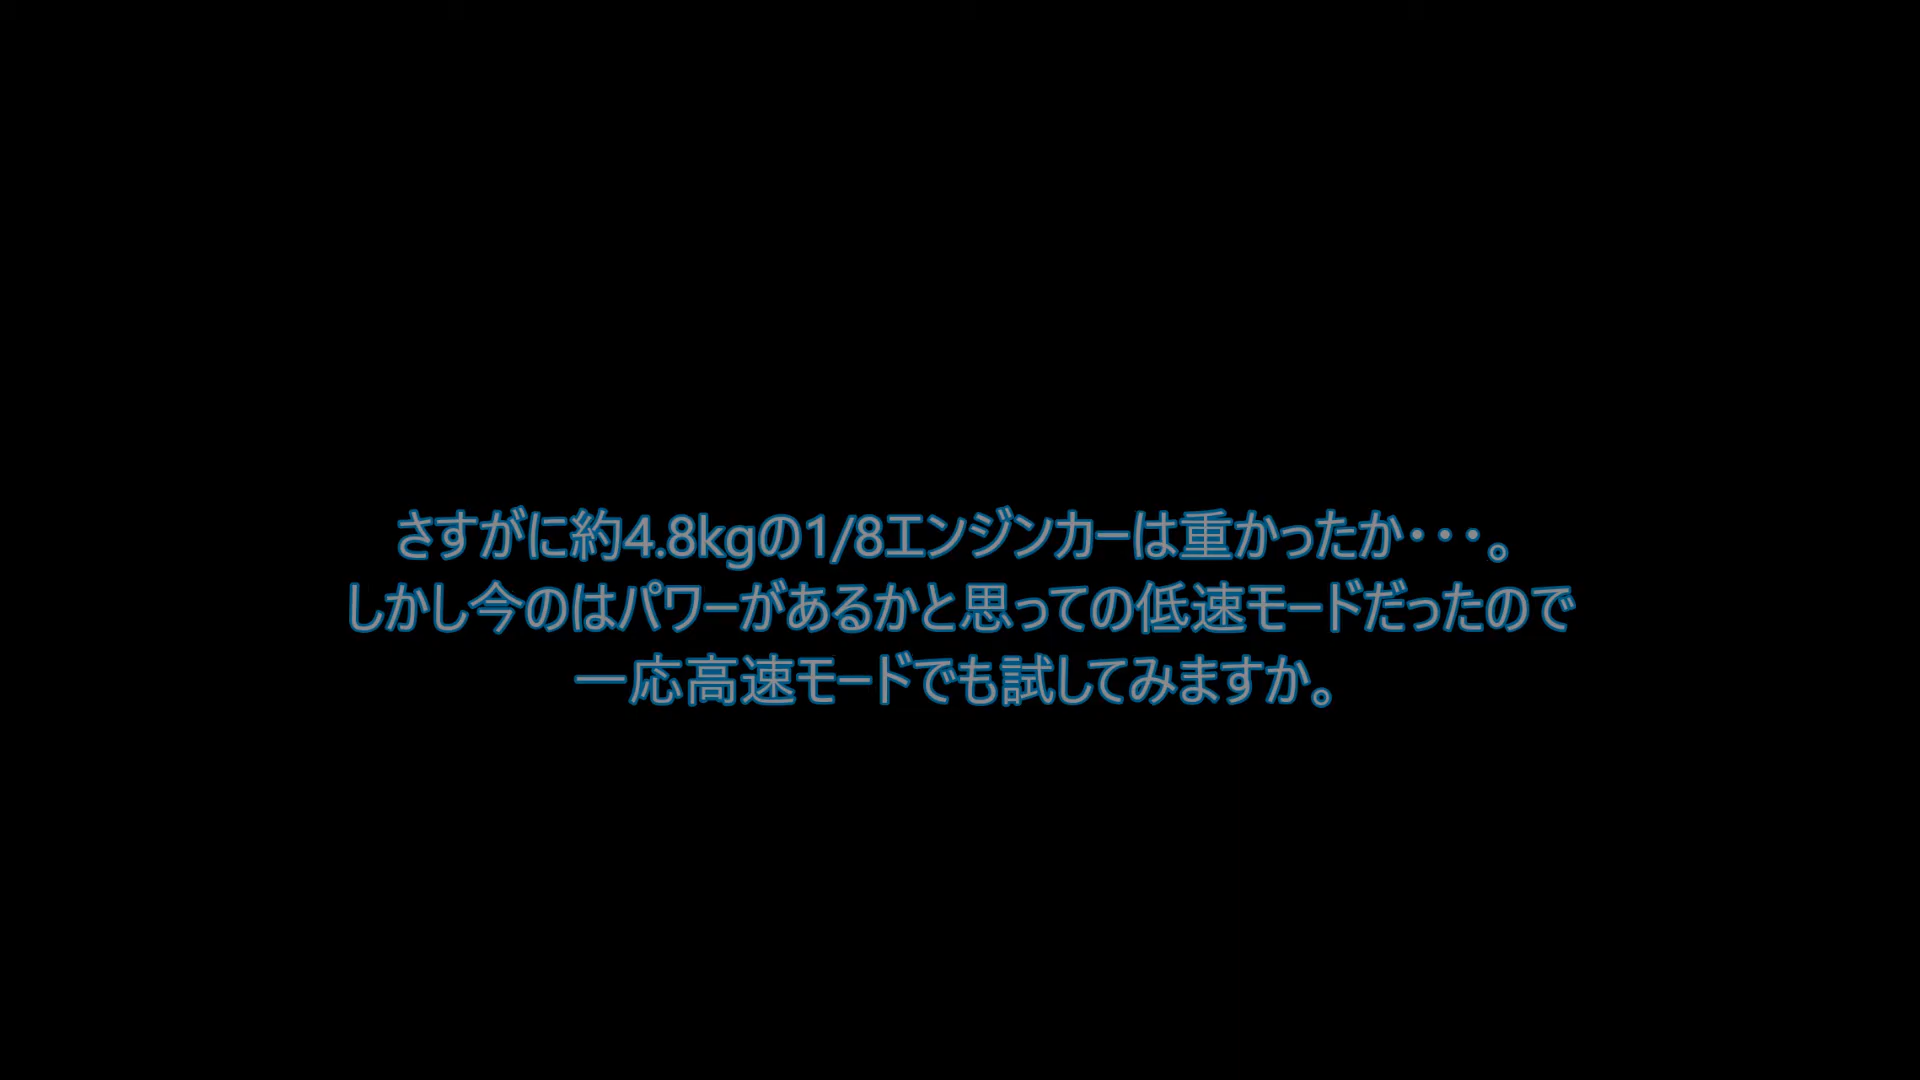 さすがに約4.8kgの1/8エンジンカーは重かったか・・・。
しかし今のはパワーがあるかと思っての低速モードだったので
一応高速モードでも試してみますか。